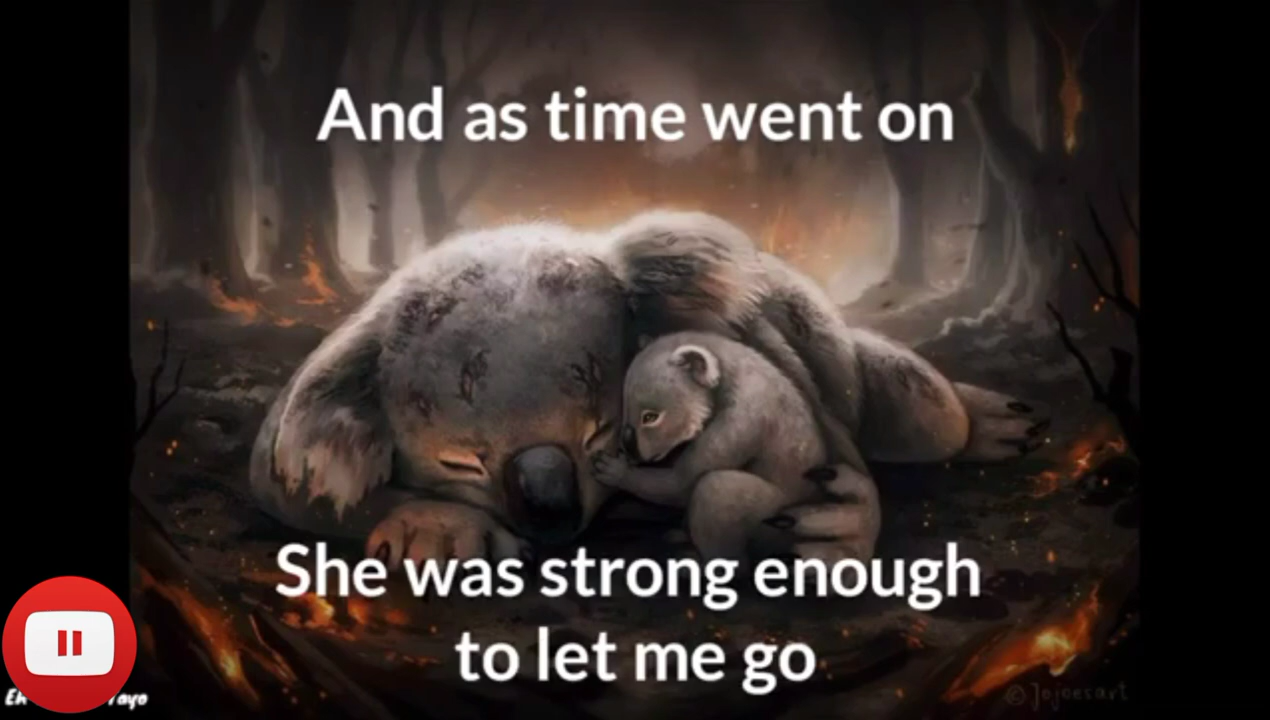 And as time went on
She was strong enough
to let me go
©Jojoesart